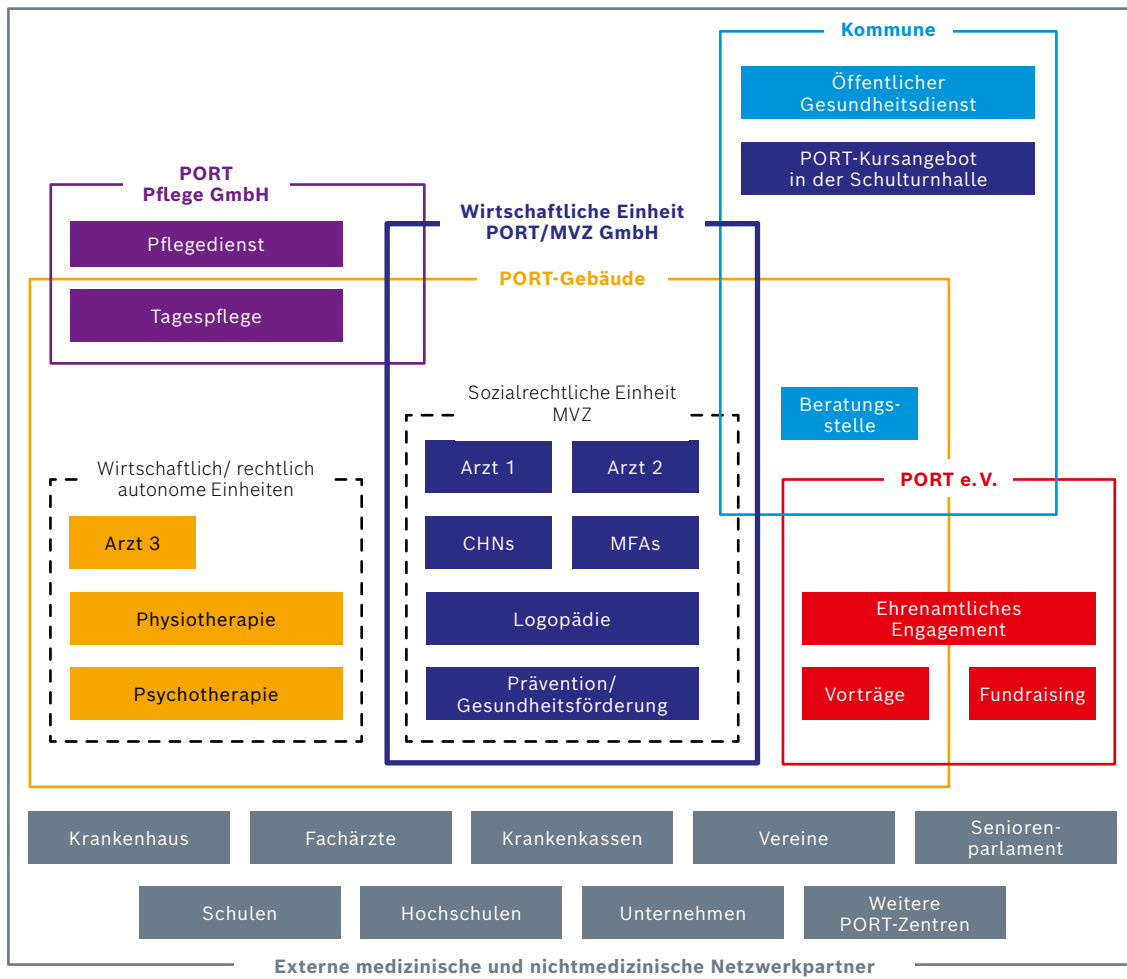 Kommune
Öffentlicher
Gesundheitsdienst
PORT-Kursangebot
in der Schulturnhalle
PORT
Pflege GmbH
Pflegedienst
Tagespflege
Wirtschaftliche Einheit
PORT/MVZ GmbH
PORT-Gebäude
Sozialrechtliche Einheit
MVZ
Arzt 1
Arzt 2
CHNs
MFAs
Logopädie
Prävention/
Gesundheitsförderung
Beratungs-
stelle
Wirtschaftlich/ rechtlich
autonome Einheiten
Arzt 3
Physiotherapie
Psychotherapie
PORT e. V.
Ehrenamtliches
Engagement
Vorträge
Fundraising
Krankenhaus
Fachärzte
Krankenkassen
Vereine
Senioren-
parlament
Schulen
Hochschulen
Unternehmen
Weitere
PORT-Zentren
Externe medizinische und nichtmedizinische Netzwerkpartner